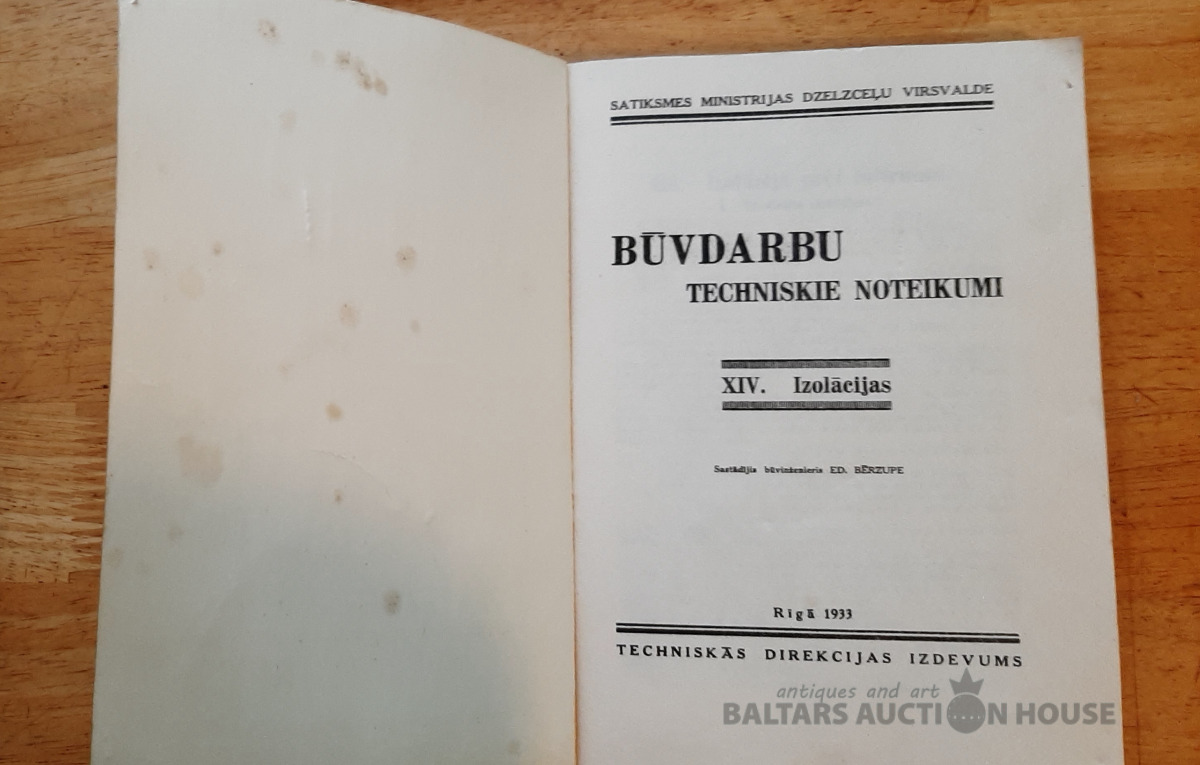 SATIKSMES MINISTRIJAS DZELZCEĻU VIRSVALDE
BŪVDARBU
TECHNISKIE NOTEIKUMI
XIV. Izolācijas
Sastādījis būvinženieris ED. BĒRZUPE
Rīgā 1933
TECHNISKĀS DIREKCIJAS IZDEVUMS
antiques and art
BALTARS AUCTION HOUSE